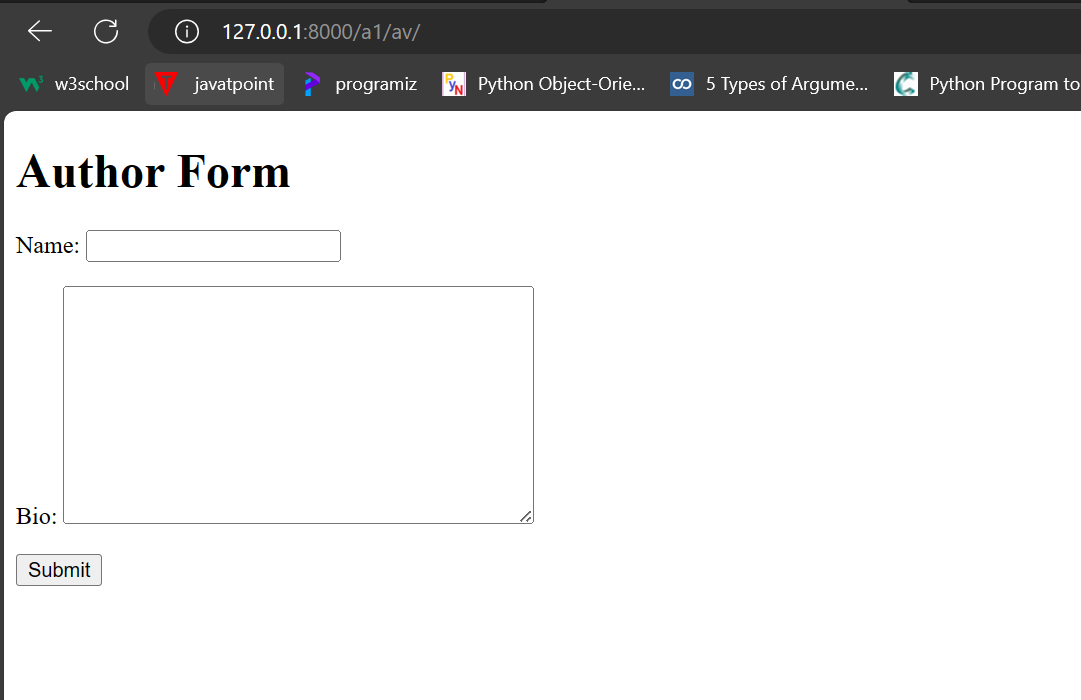 127.0.0.1:8000/a1/av/
w3school javatpoint programiz Python Object-Orie... 5 Types of Argume... Python Program to
Author Form
Name:
Bio:
Submit